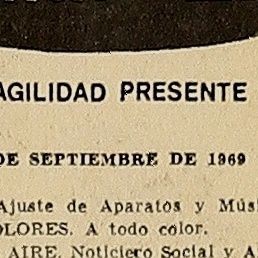 AGILIDAD PRESENTE
DE SEPTIEMBRE DE 1969
Ajuste de Aparatos y
OLORES. A todo color.
AIRE. Noticiero Social y